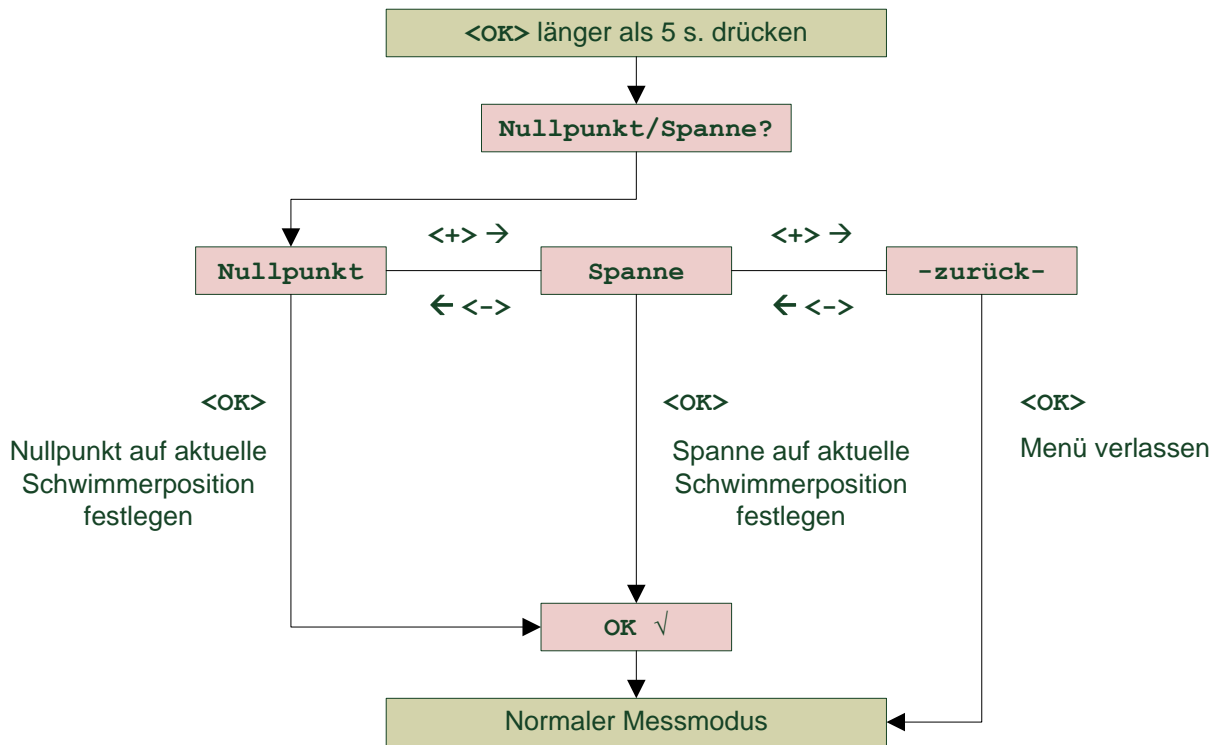 <OK> länger als 5 s. drücken
Nullpunkt/Spanne?
<+> →
<+> →
Nullpunkt
Spanne
-zurück-
← <->
← <->
<OK>
Nullpunkt auf aktuelle
Schwimmerposition
festlegen
<OK>
Spanne auf aktuelle
Schwimmerposition
festlegen
<OK>
Menü verlassen
OK √
Normaler Messmodus